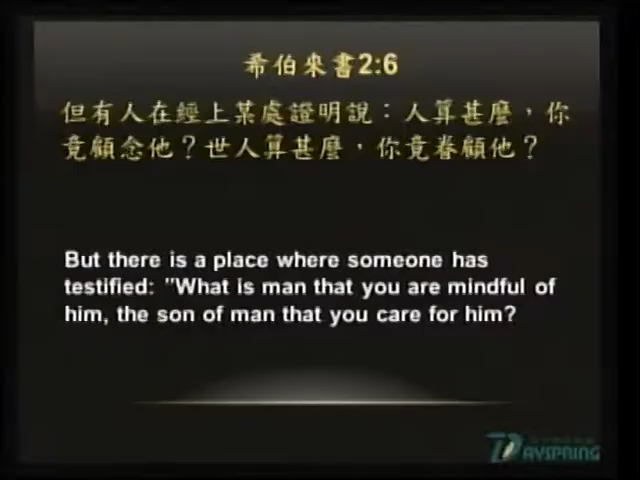 希伯來書2:6
但有人在經上某處證明說：人算甚麼，你
竟顧念他？世人算甚麼，你竟眷顧他？
But there is a place where someone has
testified: "What is man that you are mindful of
him, the son of man that you care for him?
DAYSPRING